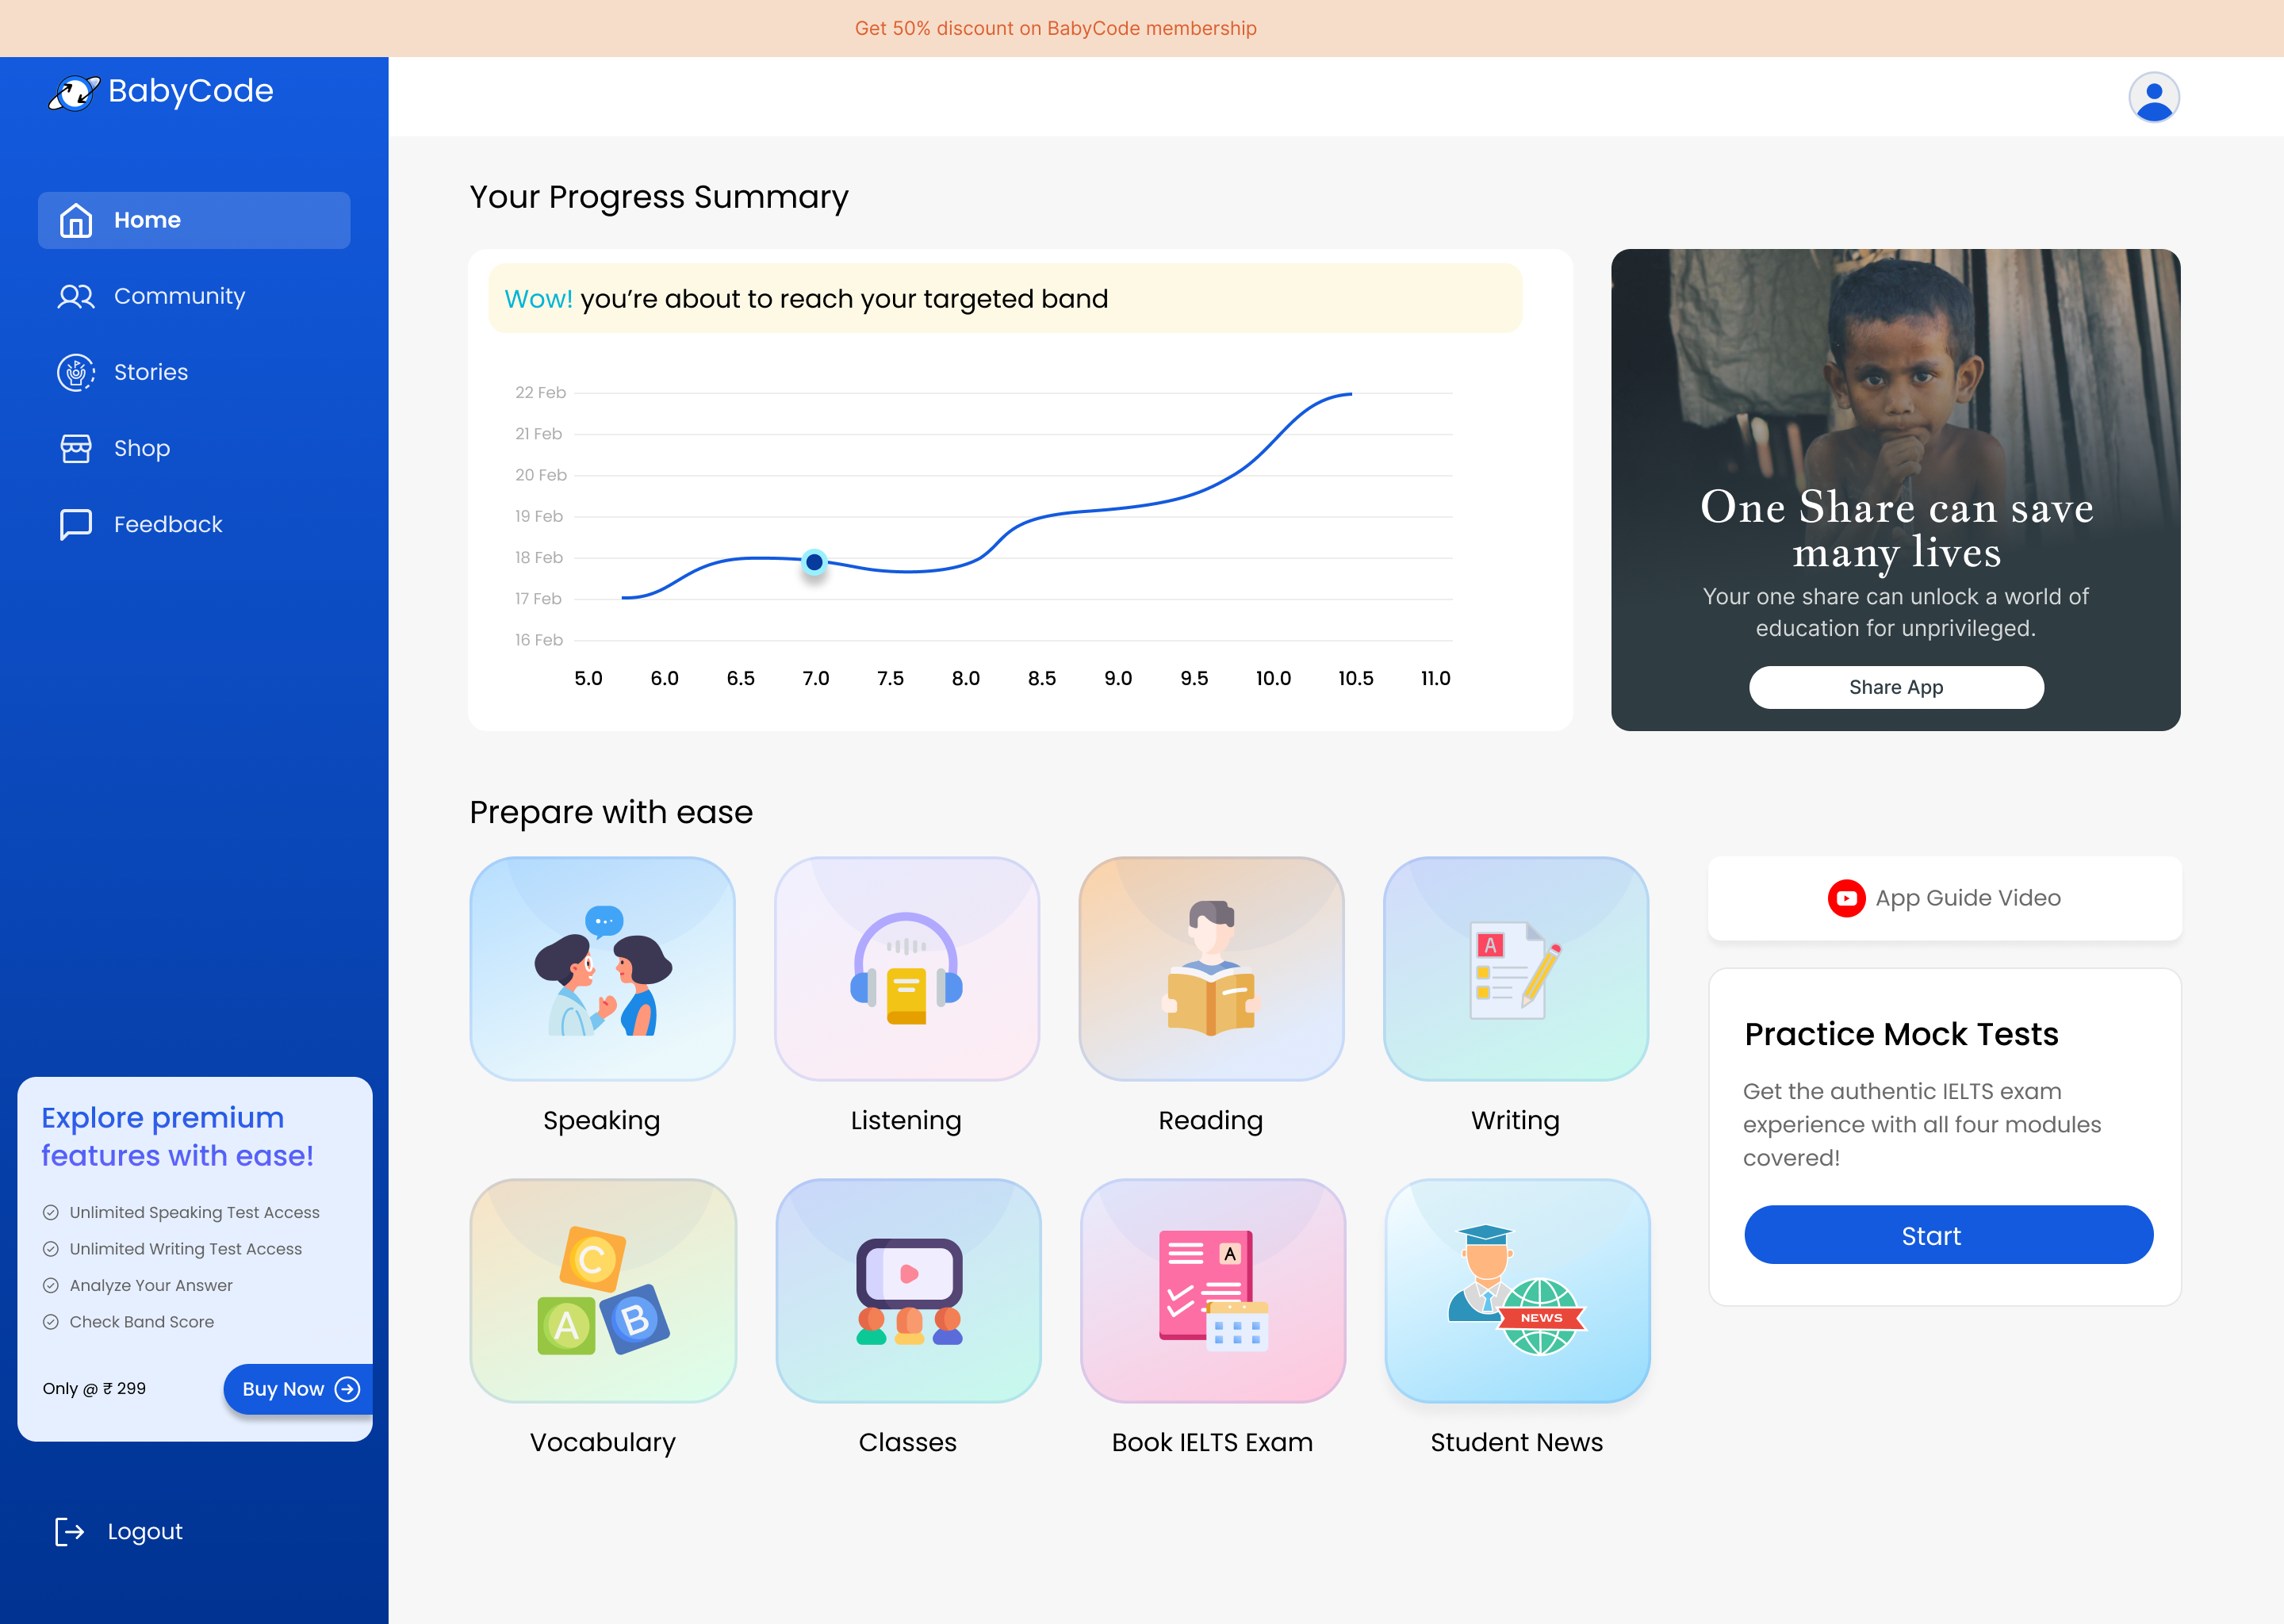 Get 50% discount on BabyCode membership
BabyCode
Home
Community
Stories
Shop
Feedback
Explore premium
features with ease!
Unlimited Speaking Test Access
Unlimited Writing Test Access
Analyze Your Answer
Check Band Score
Only @ ₹ 299
Buy Now
Logout
Your Progress Summary
Wow! you’re about to reach your targeted band
22 Feb
21 Feb
20 Feb
19 Feb
18 Feb
17 Feb
16 Feb
5.0 6.0 6.5 7.0 7.5 8.0 8.5 9.0 9.5 10.0 10.5 11.0
One Share can save
many lives
Your one share can unlock a world of
education for unprivileged.
Share App
Prepare with ease
A
Speaking Listening Reading Writing
C
A B
A
NEWS
Vocabulary Classes Book IELTS Exam Student News
App Guide Video
Practice Mock Tests
Get the authentic IELTS exam
experience with all four modules
covered!
Start